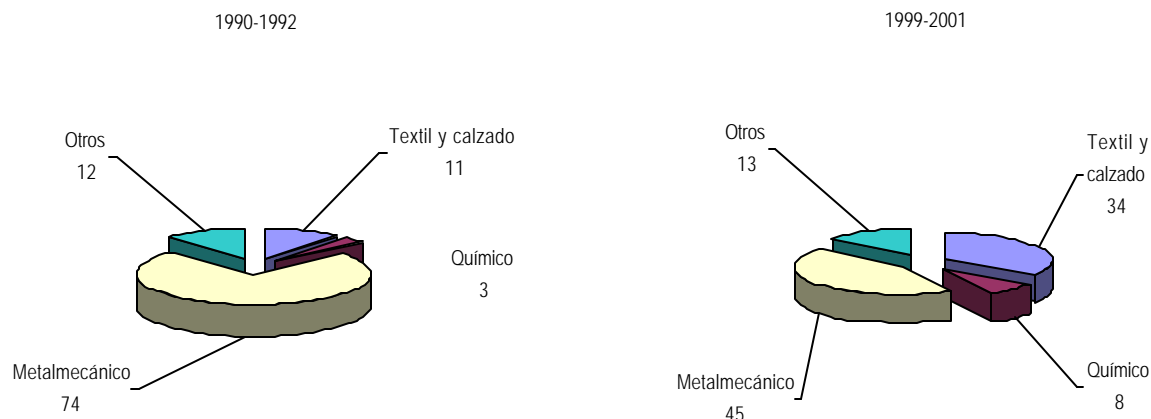 1990-1992
Otros
12
Textil y calzado
11
Químico
3
Metalmecánico
74
1999-2001
Otros
13
Textil y
calzado
34
Metalmecánico
45
Químico
8